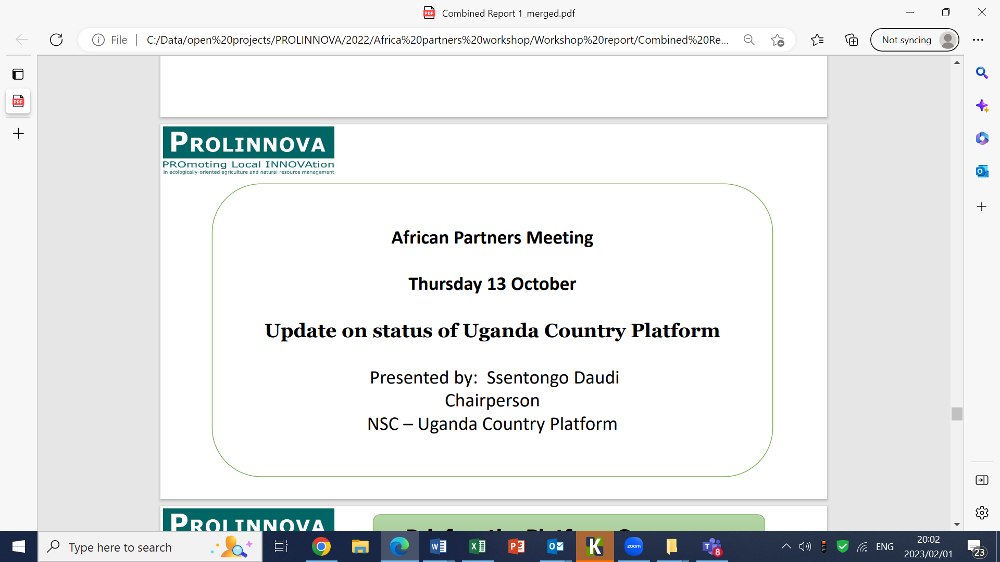 Combined Report 1_merged.pdf
File
C:/Data/open%20projects/PROLINNOVA/2022/Africa%20partners%20workshop/Workshop%20report/Combined%20Re...
Not syncing
PROLINNOVA
PROmoting Local INNOVAtion
in ecologically-oriented agriculture and natural resource management
African Partners Meeting
Thursday 13 October
Update on status of Uganda Country Platform
Presented by: Ssentongo Daudi
Chairperson
NSC – Uganda Country Platform
PROLINNOVA
Type here to search
zoom
8
ENG
20:02
2023/02/01
23